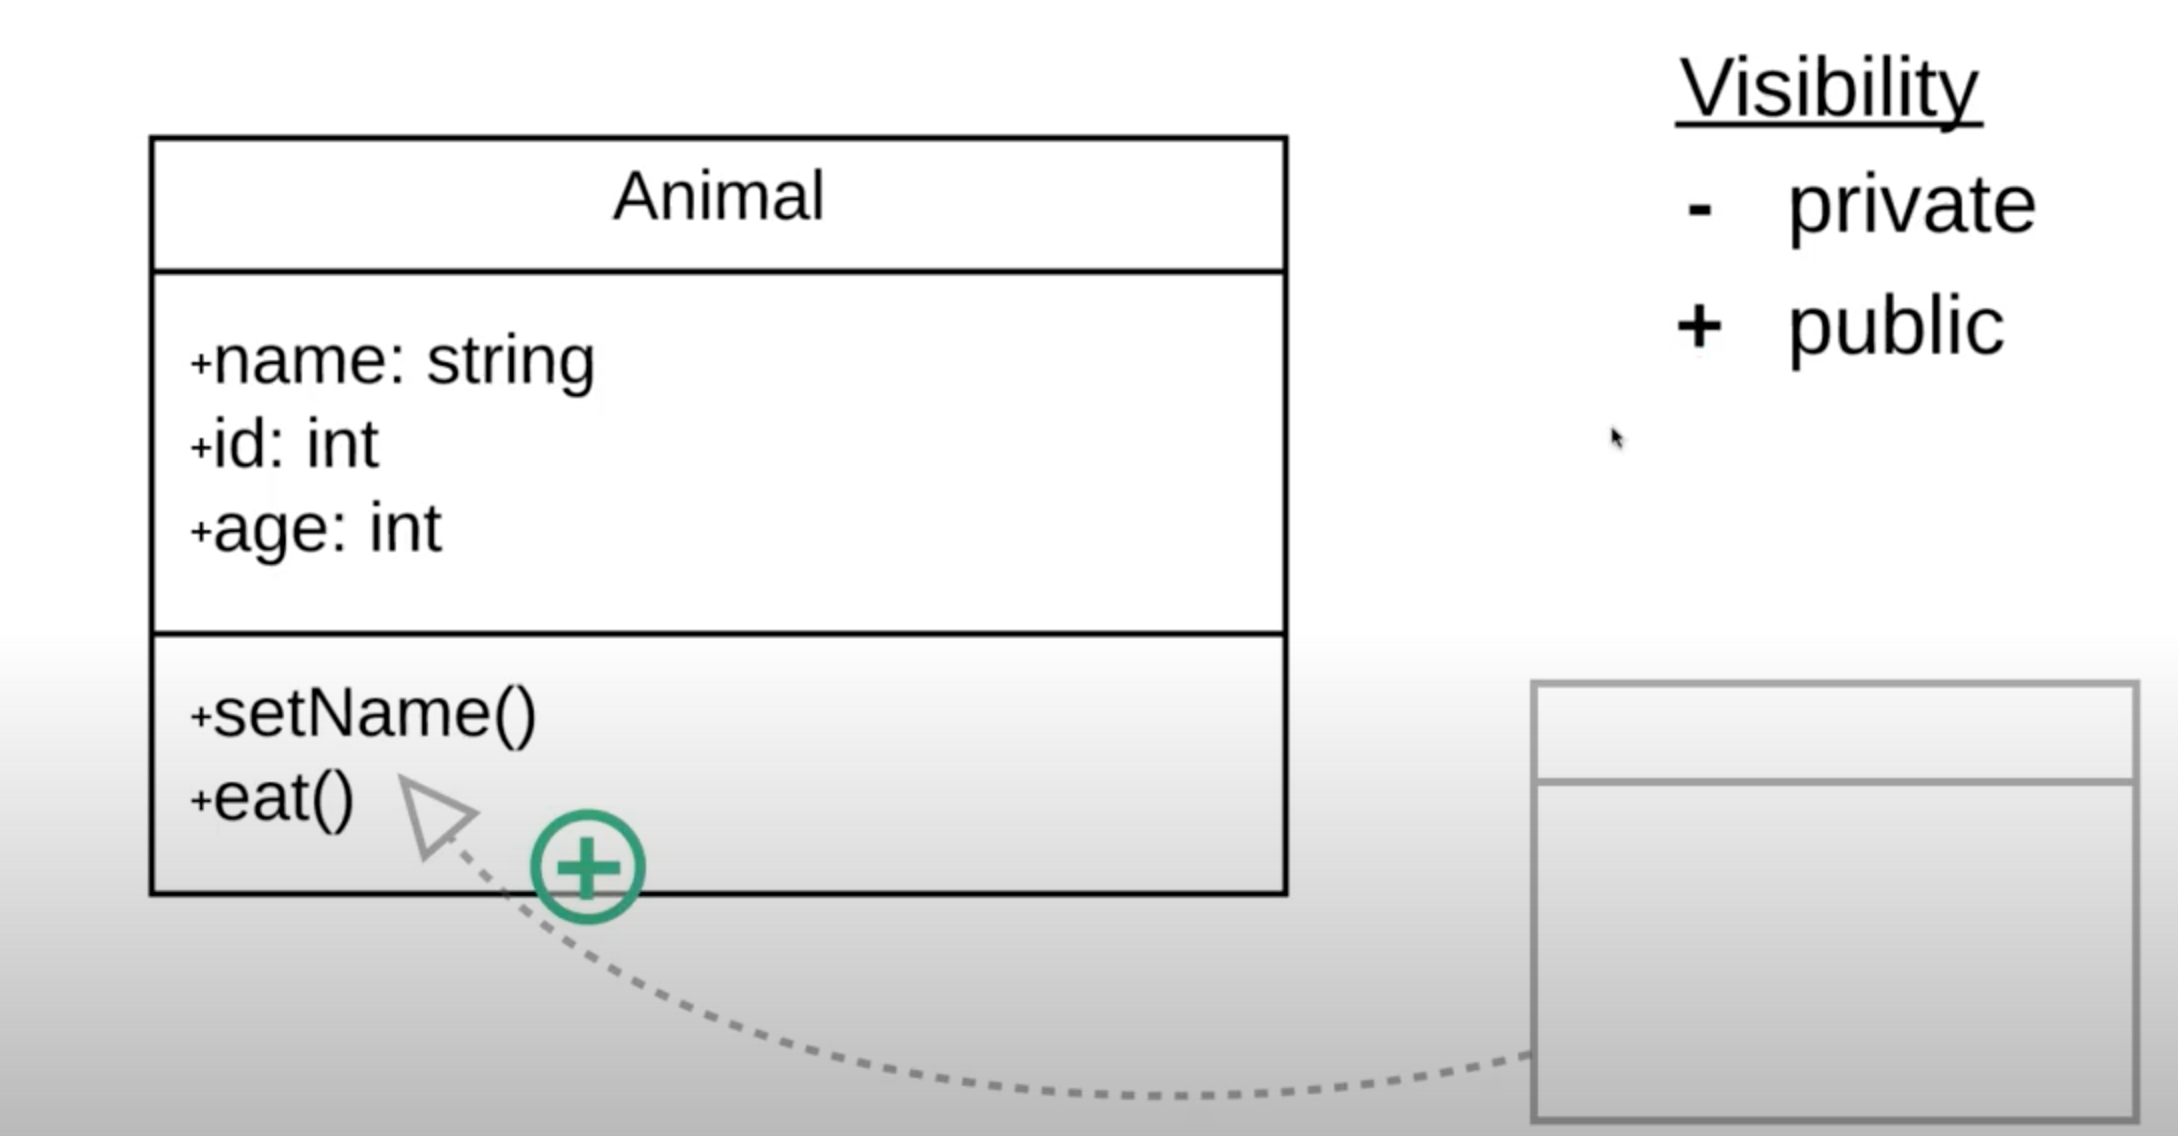 Visibility
- private
+ public
Animal
+name: string
+id: int
+age: int
+setName()
+eat()
+